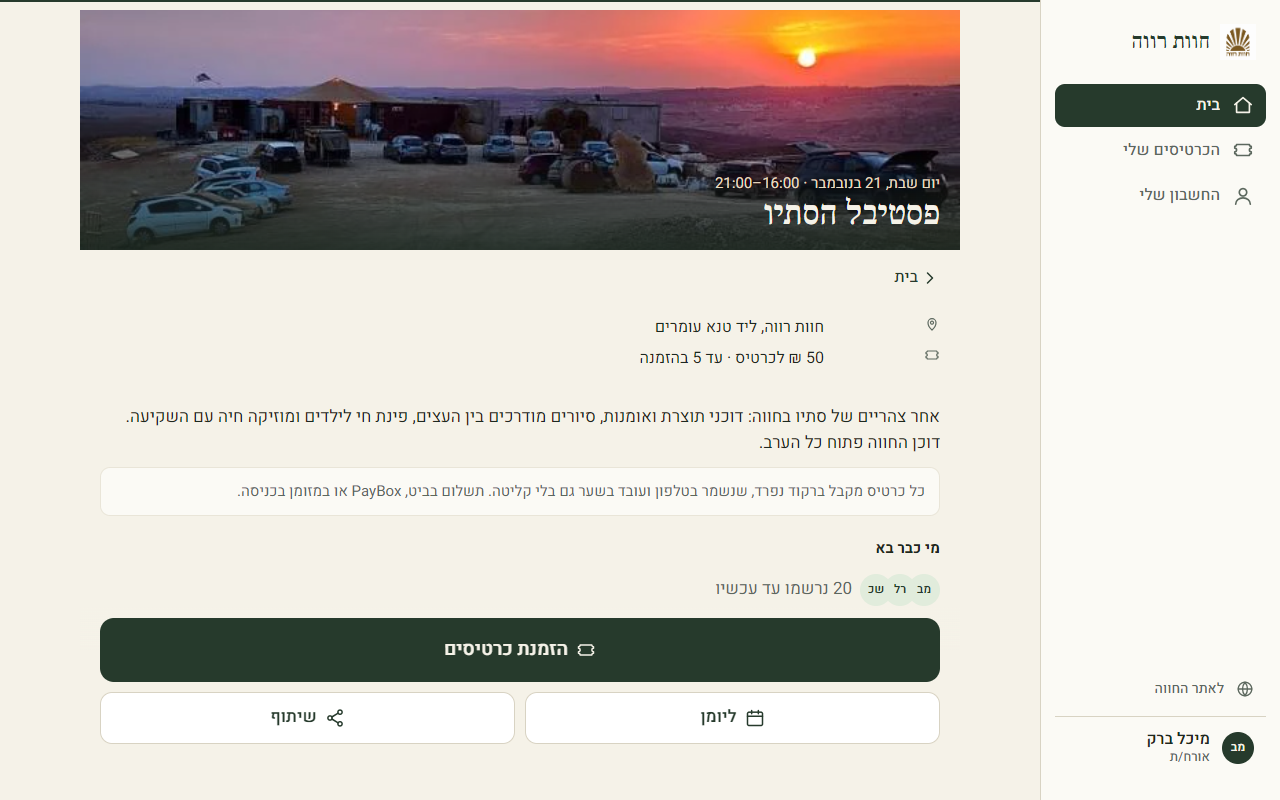 חוות רווה
בית
הכרטיסים שלי
החשבון שלי
לאתר החווה
מב
מיכל ברק
אורח/ת
יום שבת, 21 בנובמבר · 16:00–21:00
פסטיבל הסתיו
בית
חוות רווה, ליד טנא עומרים
50 ₪ לכרטיס · עד 5 בהזמנה
אחר צהריים של סתיו בחווה: דוכני תוצרת ואומנות, סיורים מודרכים בין העצים, פינת חי לילדים ומוזיקה חיה עם השקיעה.
דוכן החווה פתוח כל הערב.
כל כרטיס מקבל ברקוד נפרד, שנשמר בטלפון ועובד בשער גם בלי קליטה. תשלום בביט, PayBox או במזומן בכניסה.
מי כבר בא
מב רל שכ 20 נרשמו עד עכשיו
הזמנת כרטיסים
ליומן
שיתוף